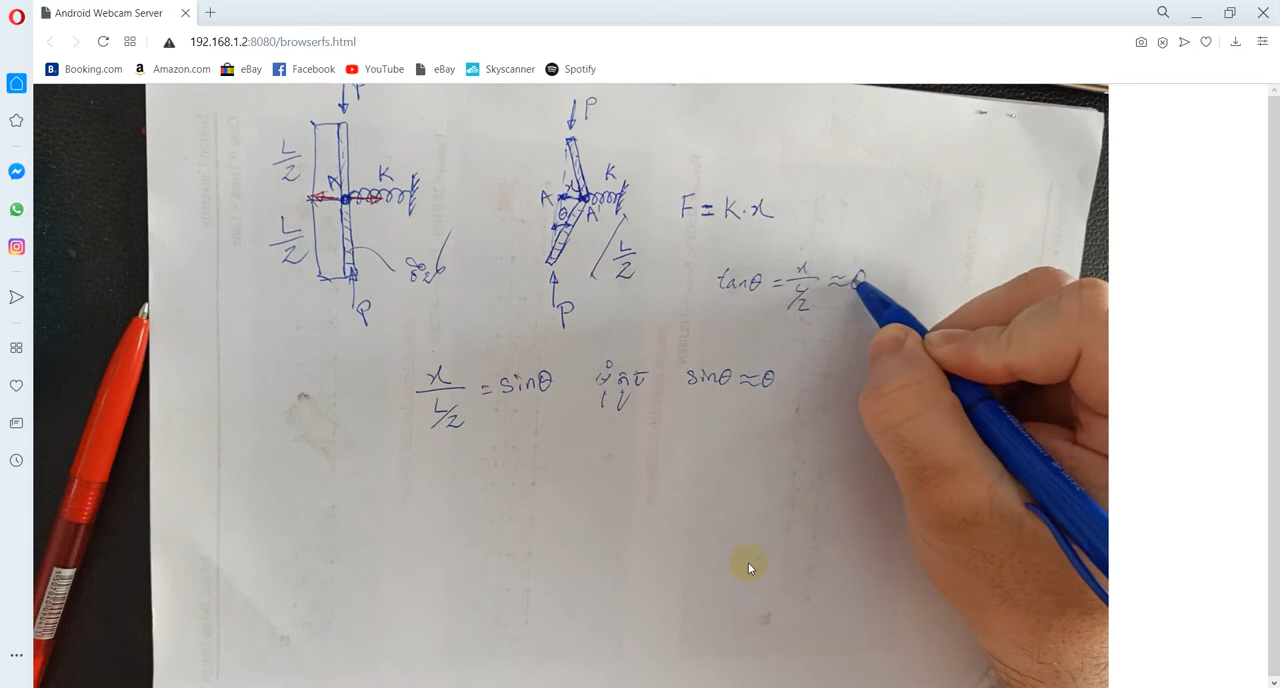 Android Webcam Server
192.168.1.2:8080/browserfs.html
Booking.com
Amazon.com
eBay
Facebook
YouTube
eBay
Skyscanner
Spotify
P
P
L/2
A
K
K
A
x
θ
A'
F = K.x
L/2
L/2
tanθ = x / L/2 ≈ θ
P
P
x / L/2 = sinθ
sinθ ≈ θ